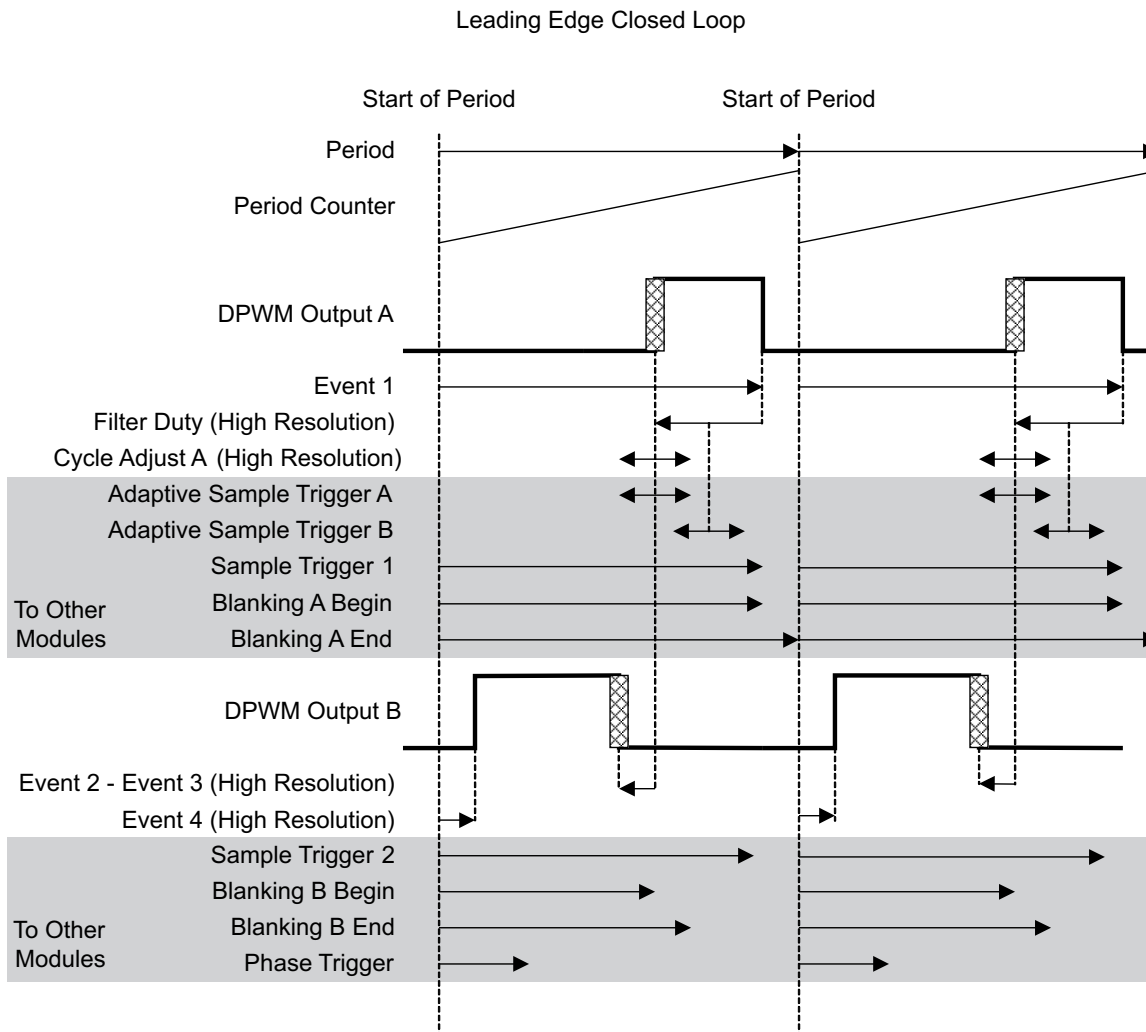 Leading Edge Closed Loop
Start of Period
Start of Period
Period
Period Counter
DPWM Output A
Event 1
Filter Duty (High Resolution)
Cycle Adjust A (High Resolution)
Adaptive Sample Trigger A
Adaptive Sample Trigger B
Sample Trigger 1
Blanking A Begin
To Other
Modules
Blanking A End
DPWM Output B
Event 2 - Event 3 (High Resolution)
Event 4 (High Resolution)
Sample Trigger 2
Blanking B Begin
Blanking B End
To Other
Modules
Phase Trigger